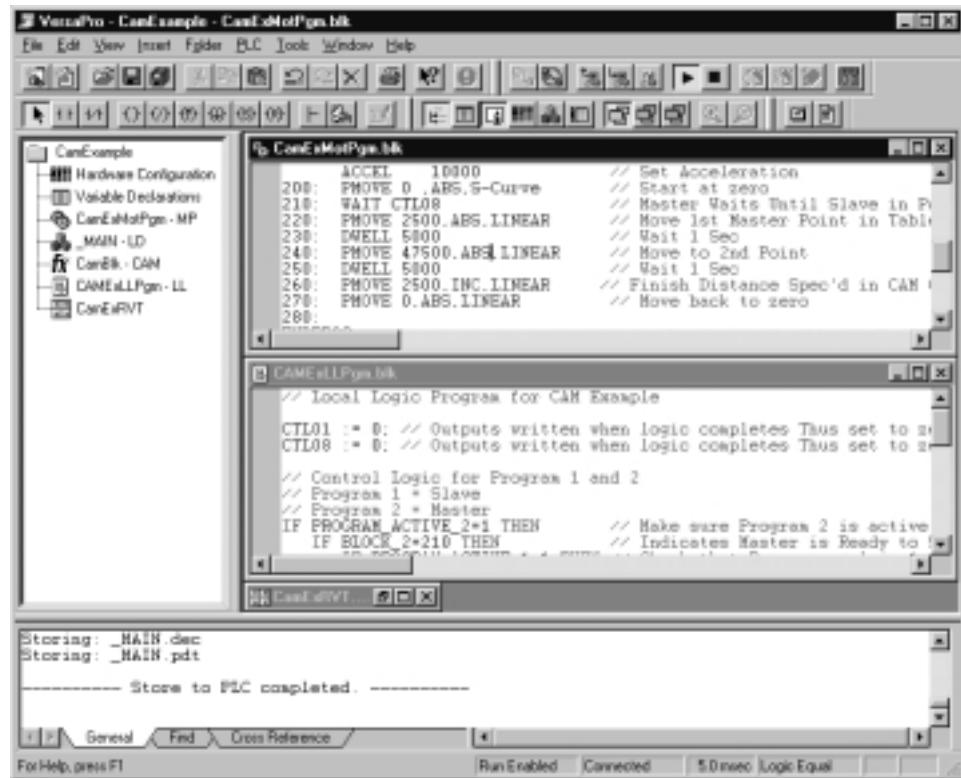 VersaPro - CamExample - CamExMotPgm.blk
File Edit View Insert Folder PLC Tools Window Help
CamExample
Hardware Configuration
Variable Declarations
CamExMotPgm - MP
_MAIN - LD
CamBlk - CAM
CAMExLLPgm - LL
CamExRVT
CamExMotPgm.blk
ACCEL 10000 // Set Acceleration
200: PMOVE 0 ,ABS,S-Curve // Start at zero
210: WAIT CTL08 // Master Waits Until Slave in
220: PMOVE 2500,ABS,LINEAR // Move 1st Master Point in
230: DWELL 5000 // Wait 1 Sec
240: PMOVE 47500,ABS,LINEAR // Move to 2nd Point
250: DWELL 5000 // Wait 1 Sec
260: PMOVE 2500,INC,LINEAR // Finish Distance Spec'd in CAM
270: PMOVE 0,ABS,LINEAR // Move back to zero
280:
CAMExLLPgm.blk
// Local Logic Program for CAM Example
CTL01 := 0; // Outputs written when logic completes Thus set to
CTL08 := 0; // Outputs written when logic completes Thus set to
// Control Logic for Program 1 and 2
// Program 1 = Slave
// Program 2 = Master
IF PROGRAM_ACTIVE_2=1 THEN // Make sure Program 2 is active
IF BLOCK_2=210 THEN // Indicates Master is Ready to
CamExRVT...
Storing: _MAIN.dec
Storing: _MAIN.pdt
---------- Store to PLC completed. ----------
General Find Cross Reference
For Help, press F1 Run Enabled Connected 5.0 msec Logic Equal